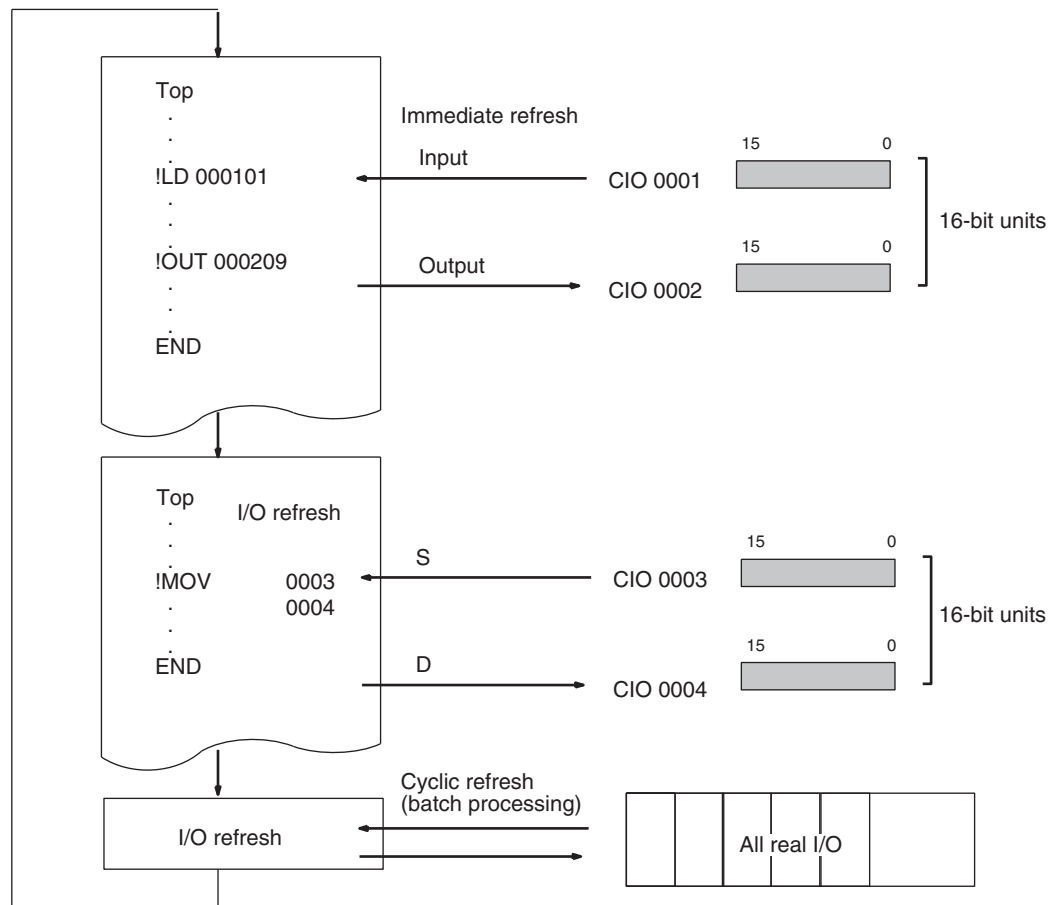 Top
.
.
.
Immediate refresh
Input
!LD 000101
CIO 0001
15 0
16-bit units
.
.
.
!OUT 000209
Output
CIO 0002
15 0
.
.
.
END
Top
I/O refresh
.
.
.
!MOV 0003
0004
S
CIO 0003
15 0
16-bit units
.
.
.
END
D
CIO 0004
15 0
Cyclic refresh
(batch processing)
I/O refresh
All real I/O